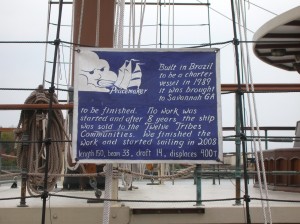 Peacemaker
Built in Brazil
to be a charter
vessel in 1989
it was brought
to Savannah GA
to be finished. No work was
started and after 8 years the ship
was sold to the Twelve Tribes
Communities. We finished the
work and started sailing in 2008
length 150, beam 33, draft 14, displaces 400T